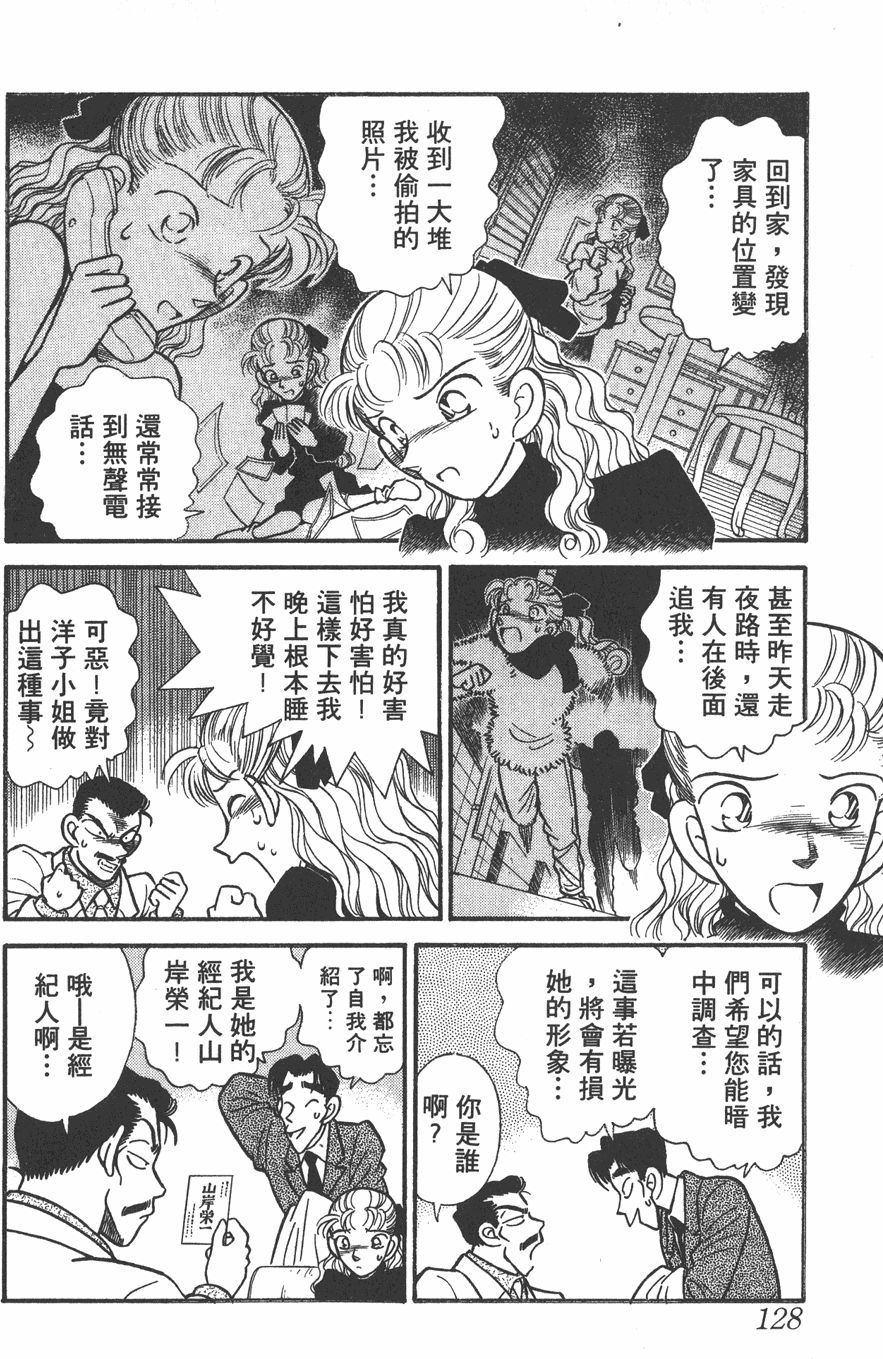 回到家，發現
家具的位置變
了…
收到一大堆
我被偷拍的
照片…
還常常接
到無聲電
話…
甚至昨天走
夜路時，還
有人在後面
追我…
我真的好害
怕好害怕！
這樣下去我
晚上根本睡
不好覺！
可惡！竟對
洋子小姐做
出這種事～
可以的話，我
們希望您能暗
中調查…
這事若曝光
，將會有損
她的形象…
你是誰
啊？
啊，都忘
了自我介
紹了…
我是她的
經紀人山
岸榮一！
山岸榮一
哦—是經
紀人啊…
128